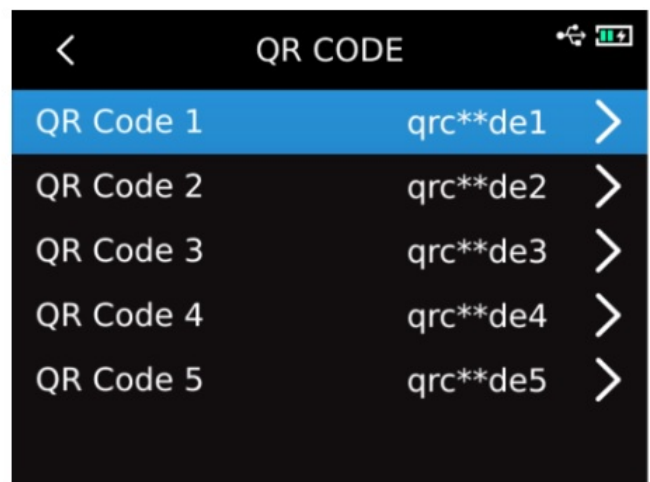 QR CODE
QR Code 1 qrc**de1
QR Code 2 qrc**de2
QR Code 3 qrc**de3
QR Code 4 qrc**de4
QR Code 5 qrc**de5